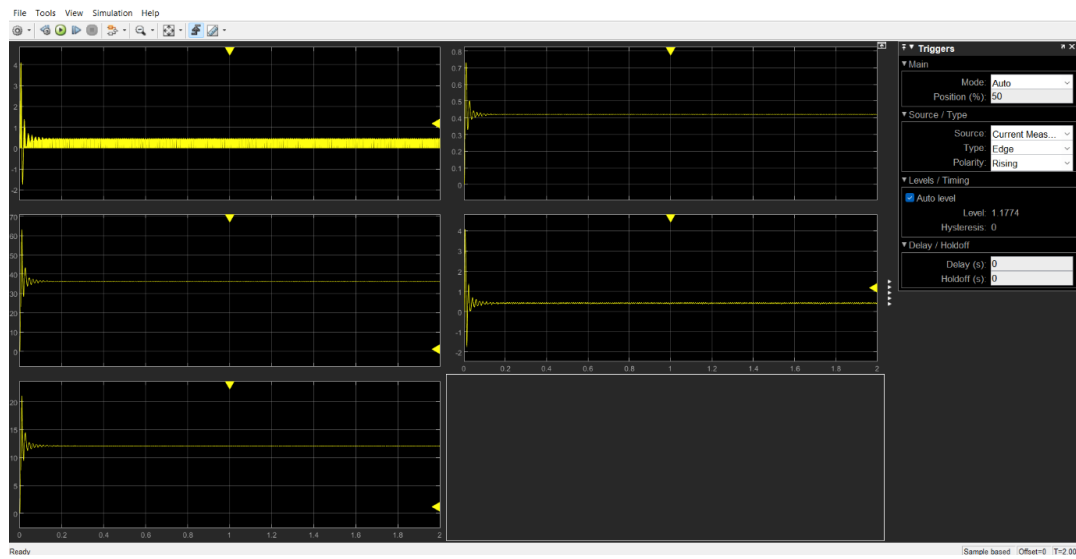 File Tools View Simulation Help
4
3
2
1
0
-1
-2
0.8
0.7
0.6
0.5
0.4
0.3
0.2
0.1
0
70
60
50
40
30
20
10
0
4
3
2
1
0
-1
-2
0 0.2 0.4 0.6 0.8 1 1.2 1.4 1.6 1.8 2
20
15
10
5
0
0 0.2 0.4 0.6 0.8 1 1.2 1.4 1.6 1.8 2
Triggers
Main
Mode: Auto
Position (%): 50
Source / Type
Source: Current Meas...
Type: Edge
Polarity: Rising
Levels / Timing
Auto level
Level: 1.1774
Hysteresis: 0
Delay / Holdoff
Delay (s): 0
Holdoff (s): 0
Ready
Sample based Offset=0 T=2.00